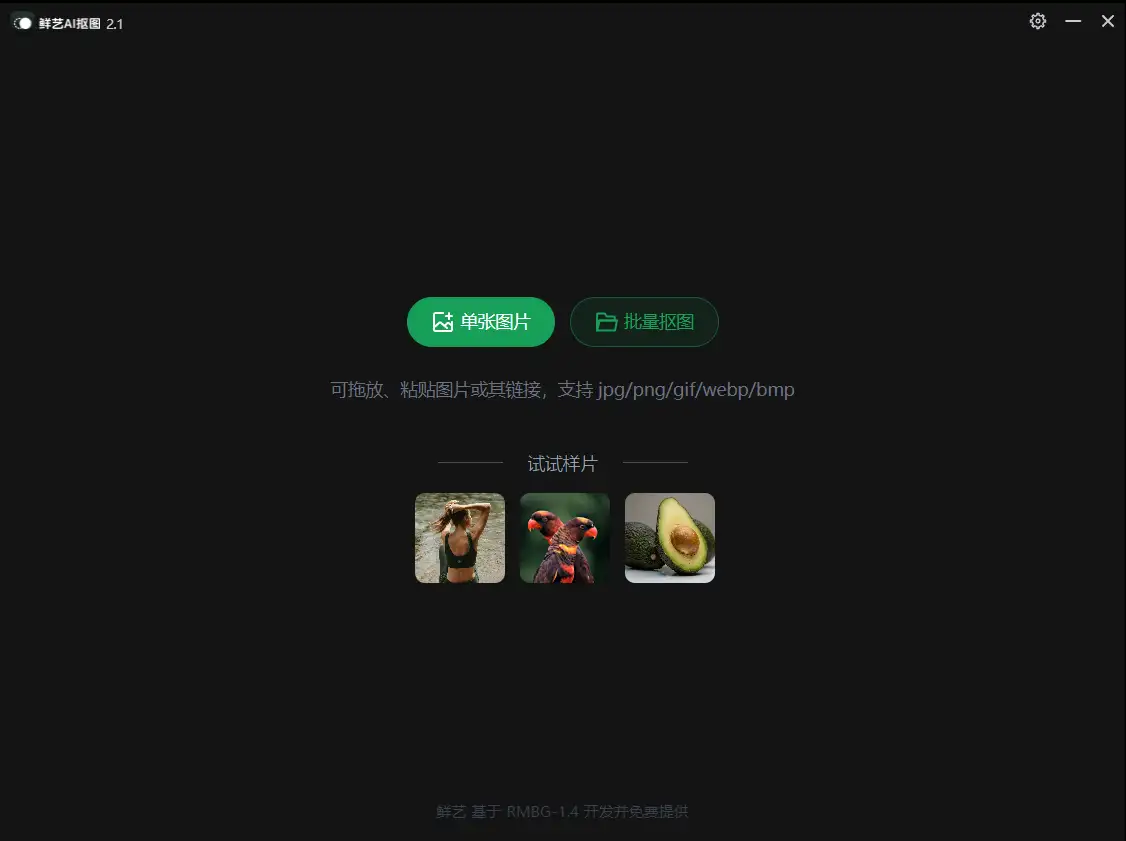 鲜艺AI抠图 2.1
单张图片 批量抠图
可拖放、粘贴图片或其链接，支持 jpg/png/gif/webp/bmp
试试样片
鲜艺 基于 RMBG-1.4 开发并免费提供